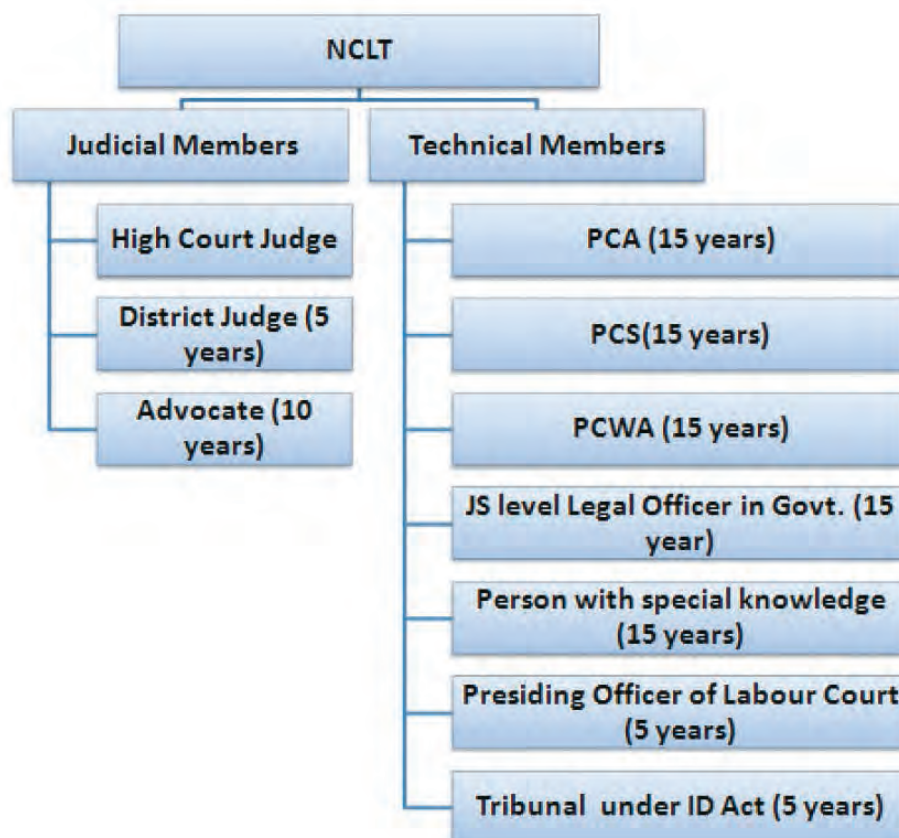 NCLT
Judicial Members
High Court Judge
District Judge (5
years)
Advocate (10
years)
Technical Members
PCA (15 years)
PCS(15 years)
PCWA (15 years)
JS level Legal Officer in Govt. (15
year)
Person with special knowledge
(15 years)
Presiding Officer of Labour Court
(5 years)
Tribunal under ID Act (5 years)